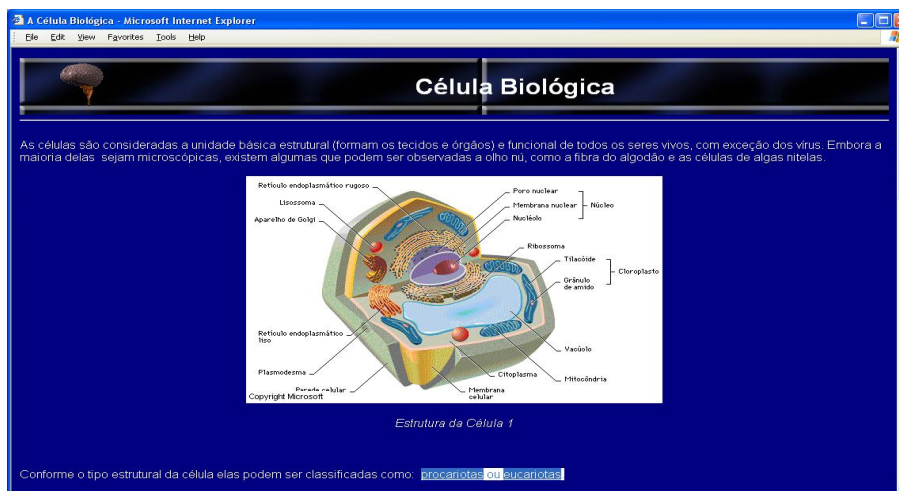 A Célula Biológica - Microsoft Internet Explorer
File Edit View Favorites Tools Help
Célula Biológica
As células são consideradas a unidade básica estrutural (formam os tecidos e órgãos) e funcional de todos os seres vivos, com exceção dos vírus. Embora a
maioria delas sejam microscópicas, existem algumas que podem ser observadas a olho nú, como a fibra do algodão e as células de algas nitelas.
Retículo endoplasmático rugoso
Lisossoma
Aparelho de Golgi
Poro nuclear
Membrana nuclear
Núcleo
Nucléolo
Ribossoma
Tilacóide
Cloroplasto
Grânulo
de amido
Retículo endoplasmático
liso
Vacúolo
Plasmodesma
Citoplasma
Mitocôndria
Parede celular
Membrana
celular
Copyright Microsoft
Estrutura da Célula 1
Conforme o tipo estrutural da célula elas podem ser classificadas como: procariotas ou eucariotas